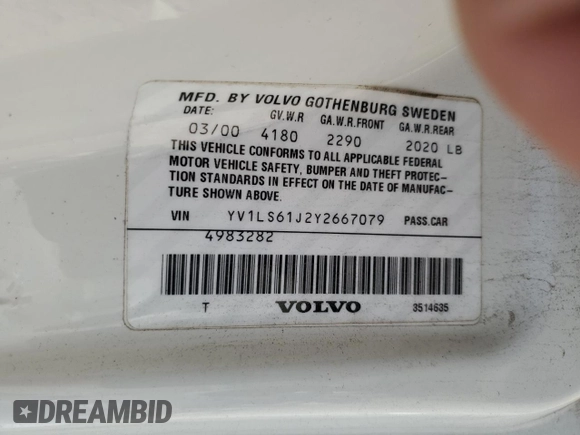 MFD. BY VOLVO GOTHENBURG SWEDEN
DATE: GV.W.R GA.W.R.FRONT GA.W.R.REAR
03/00 4180 2290 2020 LB
THIS VEHICLE CONFORMS TO ALL APPLICABLE FEDERAL
MOTOR VEHICLE SAFETY, BUMPER AND THEFT PROTEC-
TION STANDARDS IN EFFECT ON THE DATE OF MANUFAC-
TURE SHOWN ABOVE.
VIN YV1LS61J2Y2667079 PASS.CAR
4983282
T VOLVO 3514635
DREAMBID